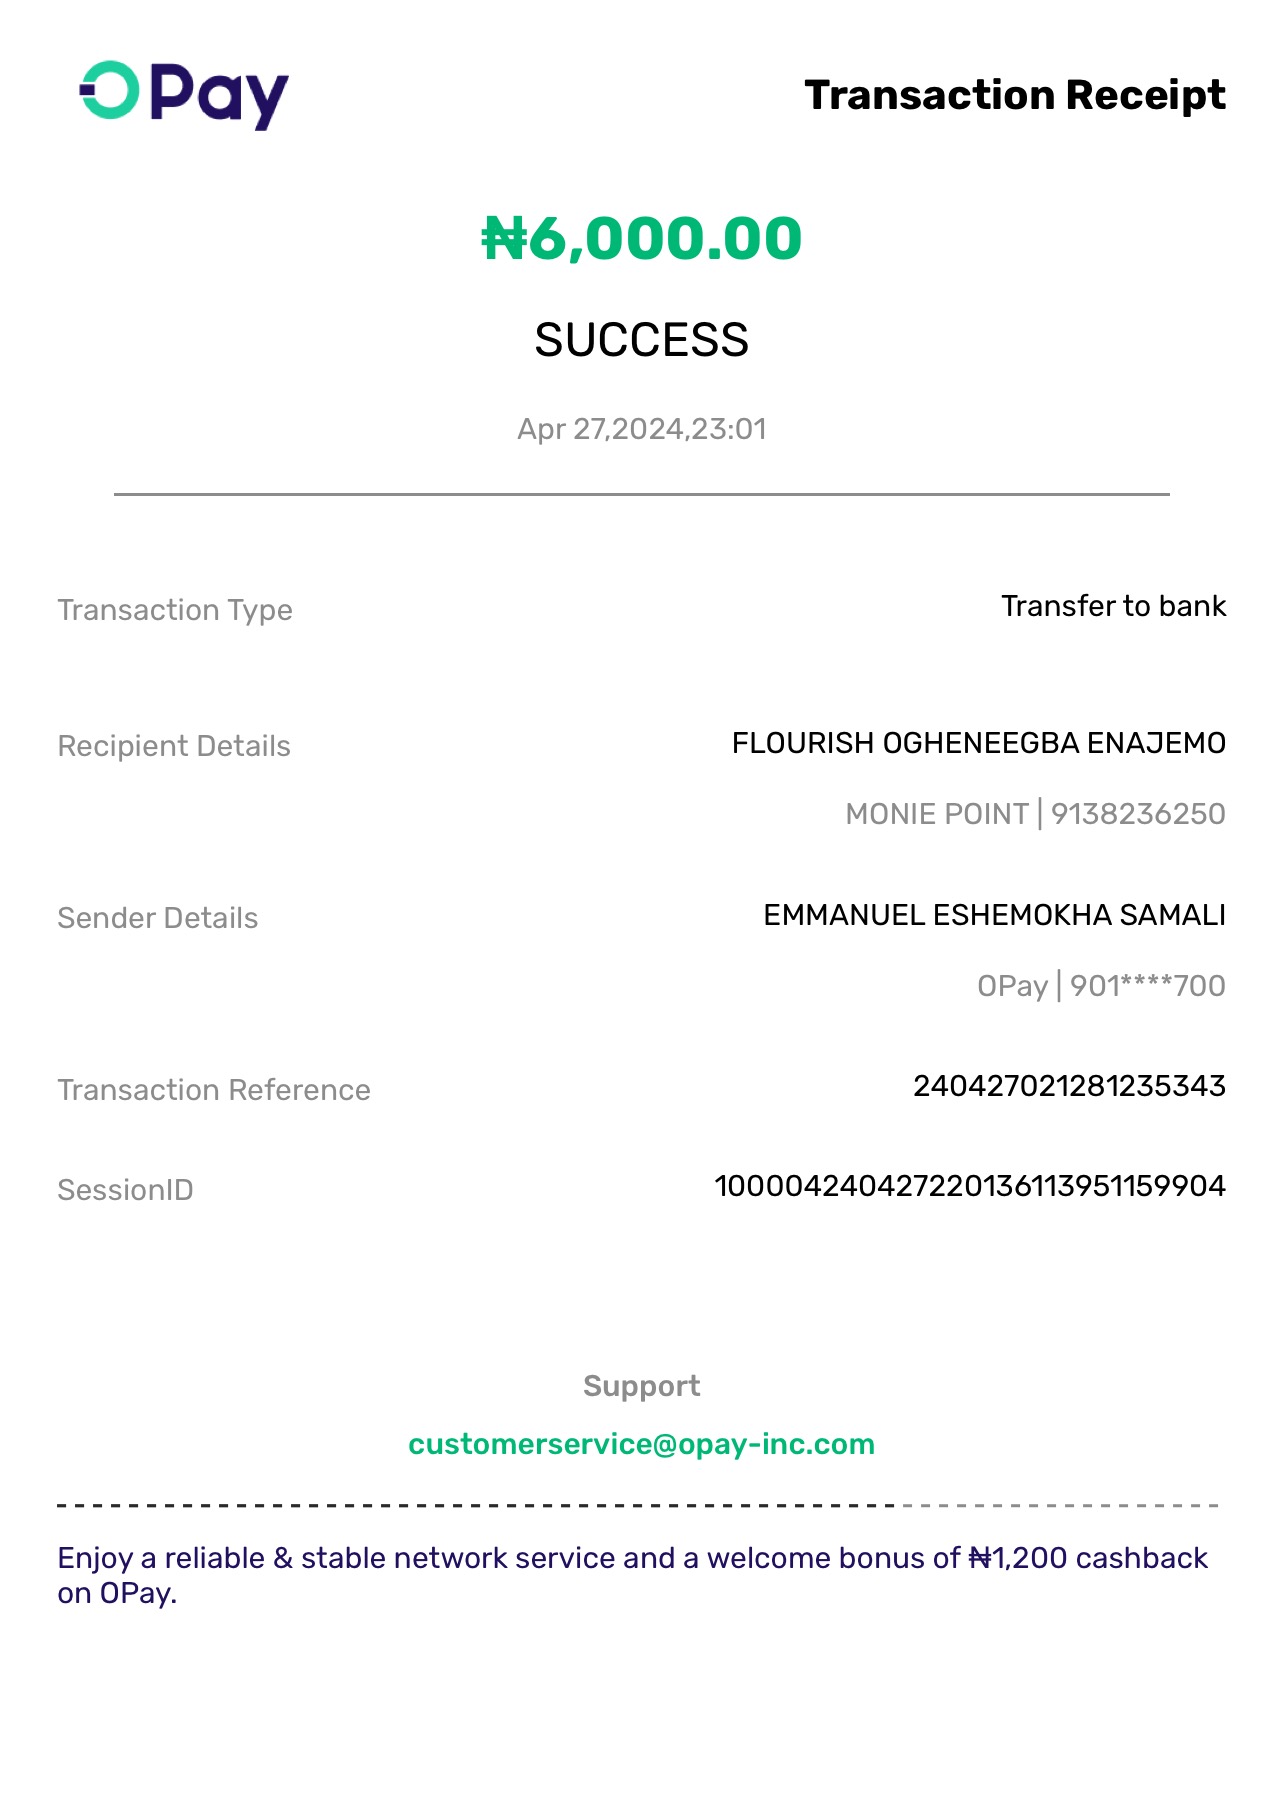 OPay
Transaction Receipt
₦6,000.00
SUCCESS
Apr 27,2024,23:01
Transaction Type
Transfer to bank
Recipient Details
FLOURISH OGHENEEGBA ENAJEMO
MONIE POINT | 9138236250
Sender Details
EMMANUEL ESHEMOKHA SAMALI
OPay | 901****700
Transaction Reference
240427021281235343
SessionID
100004240427220136113951159904
Support
customerservice@opay-inc.com
Enjoy a reliable & stable network service and a welcome bonus of ₦1,200 cashback
on OPay.